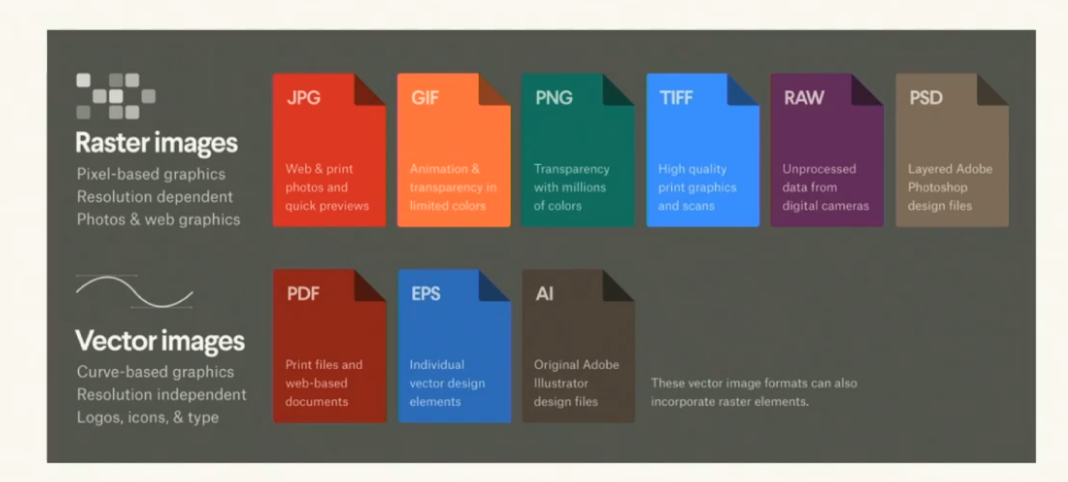 Raster images
Pixel-based graphics
Resolution dependent
Photos & web graphics
JPG
Web & print
photos and
quick previews
GIF
Animation &
transparency in
limited colors
PNG
Transparency
with millions
of colors
TIFF
High quality
print graphics
and scans
RAW
Unprocessed
data from
digital cameras
PSD
Layered Adobe
Photoshop
design files
Vector images
Curve-based graphics
Resolution independent
Logos, icons, & type
PDF
Print files and
web-based
documents
EPS
Individual
vector design
elements
AI
Original Adobe
Illustrator
design files
These vector image formats can also
incorporate raster elements.